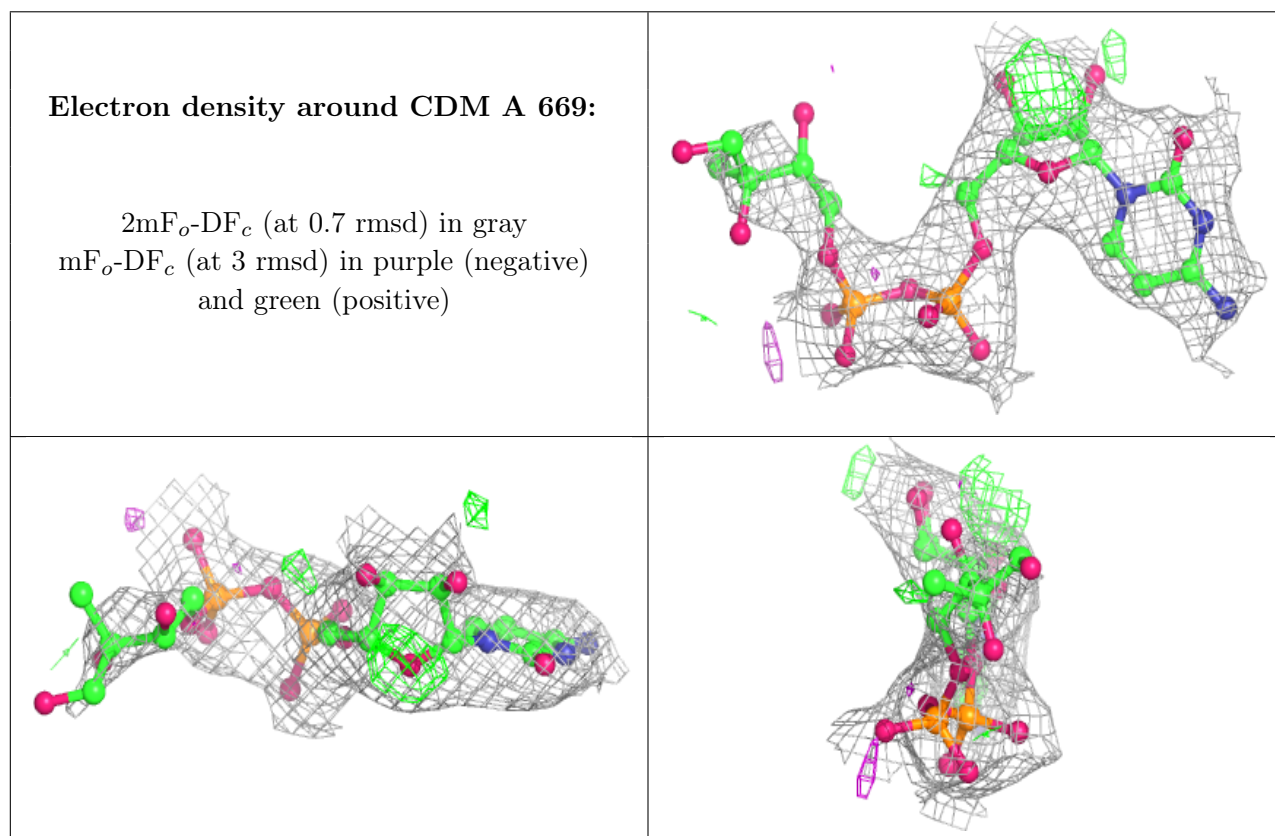 Electron density around CDM A 669:
2mFo-DFc (at 0.7 rmsd) in gray
mFo-DFc (at 3 rmsd) in purple (negative)
and green (positive)